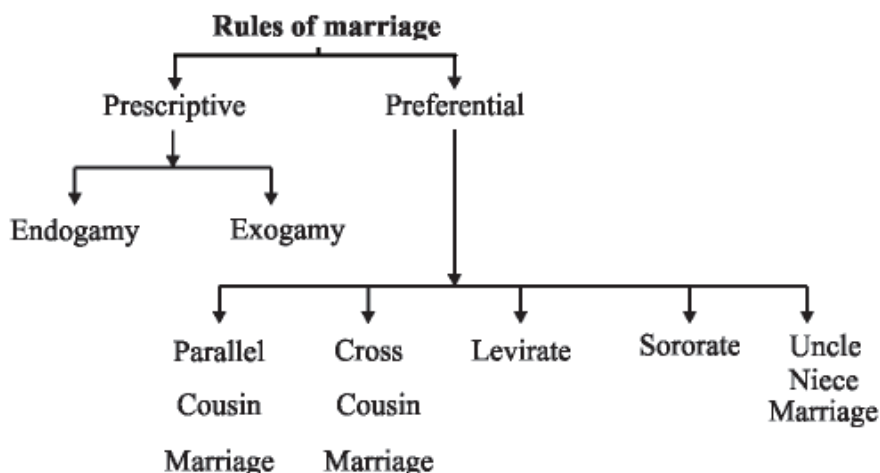 Rules of marriage
Prescriptive
Preferential
Endogamy
Exogamy
Parallel
Cousin
Marriage
Cross
Cousin
Marriage
Levirate
Sororate
Uncle
Niece
Marriage